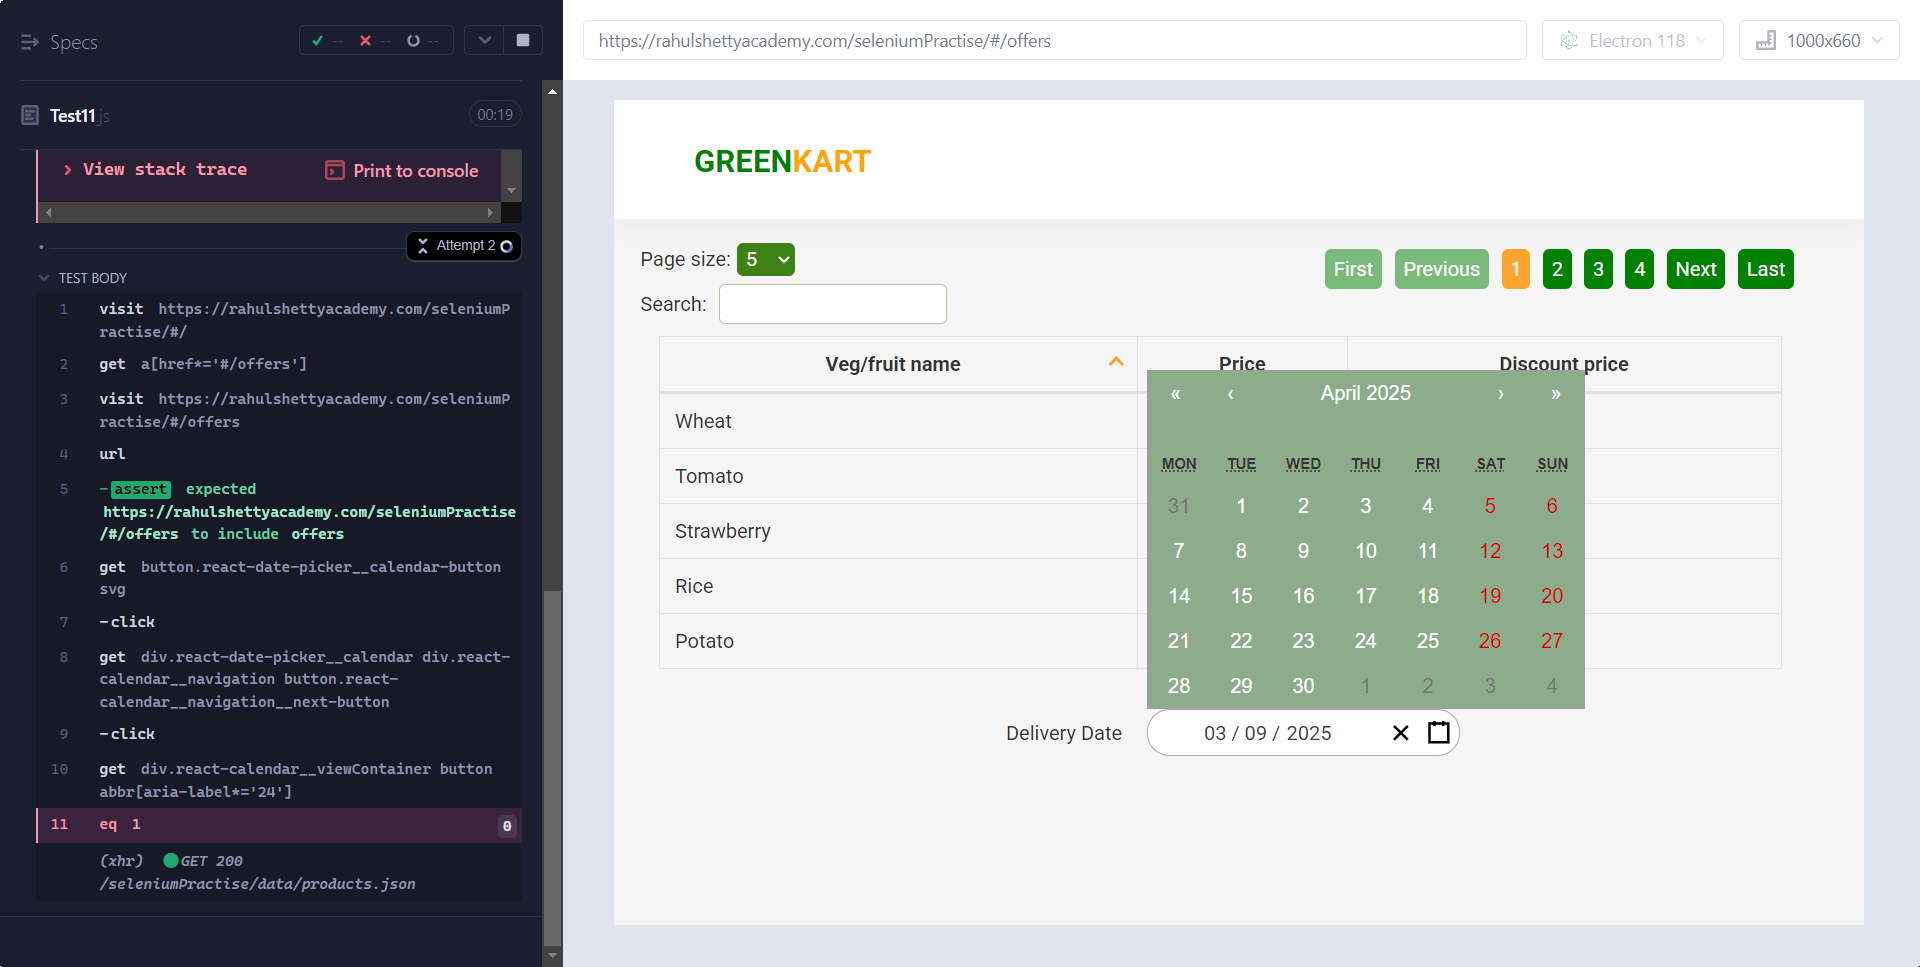 Specs
-- -- --
Test11.js
00:19
View stack trace
Print to console
Attempt 2
TEST BODY
1 visit https://rahulshettyacademy.com/seleniumP
ractise/#/
2 get a[href*='#/offers']
3 visit https://rahulshettyacademy.com/seleniumP
ractise/#/offers
4 url
5 -assert expected
https://rahulshettyacademy.com/seleniumPractise
/#/offers to include offers
6 get button.react-date-picker__calendar-button
svg
7 -click
8 get div.react-date-picker__calendar div.react-
calendar__navigation button.react-
calendar__navigation__next-button
9 -click
10 get div.react-calendar__viewContainer button
abbr[aria-label*='24']
11 eq 1 0
(xhr) GET 200
/seleniumPractise/data/products.json
https://rahulshettyacademy.com/seleniumPractise/#/offers
Electron 118
1000x660
GREENKART
Page size: 5
First Previous 1 2 3 4 Next Last
Search:
Veg/fruit name Price Discount price
« ‹ April 2025 › »
Wheat
Tomato
Strawberry
Rice
Potato
MON TUE WED THU FRI SAT SUN
31 1 2 3 4 5 6
7 8 9 10 11 12 13
14 15 16 17 18 19 20
21 22 23 24 25 26 27
28 29 30 1 2 3 4
Delivery Date 03 / 09 / 2025